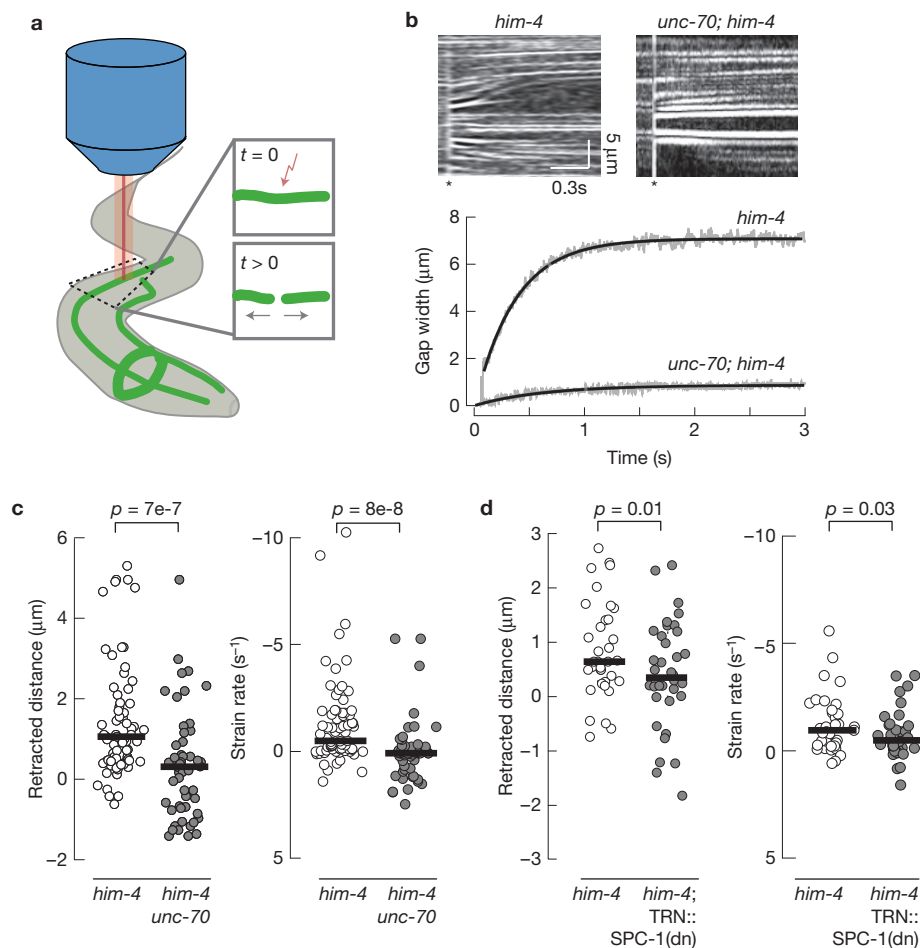 a
t = 0
t > 0
b
him-4
unc-70; him-4
5 μm
0.3s
*
*
8
6
4
2
0
Gap width (μm)
him-4
unc-70; him-4
0
1
2
3
Time (s)
c
p = 7e-7
6
4
2
0
−2
Retracted distance (μm)
him-4
him-4
unc-70
p = 8e-8
−10
−5
0
5
Strain rate (s⁻¹)
him-4
him-4
unc-70
d
p = 0.01
3
2
1
0
−1
−2
−3
Retracted distance (μm)
him-4
him-4;
TRN::
SPC-1(dn)
p = 0.03
−10
−5
0
5
Strain rate (s⁻¹)
him-4
him-4
TRN::
SPC-1(dn)